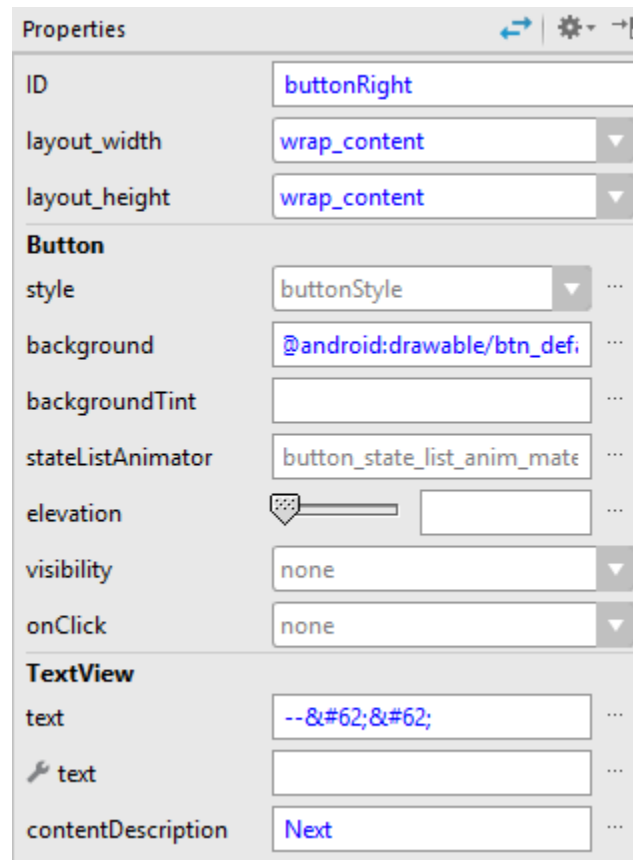 Properties
ID buttonRight
layout_width wrap_content
layout_height wrap_content
Button
style buttonStyle ...
background @android:drawable/btn_defa ...
backgroundTint ...
stateListAnimator button_state_list_anim_mate ...
elevation ...
visibility none
onClick none
TextView
text --&#62;&#62; ...
text ...
contentDescription Next ...